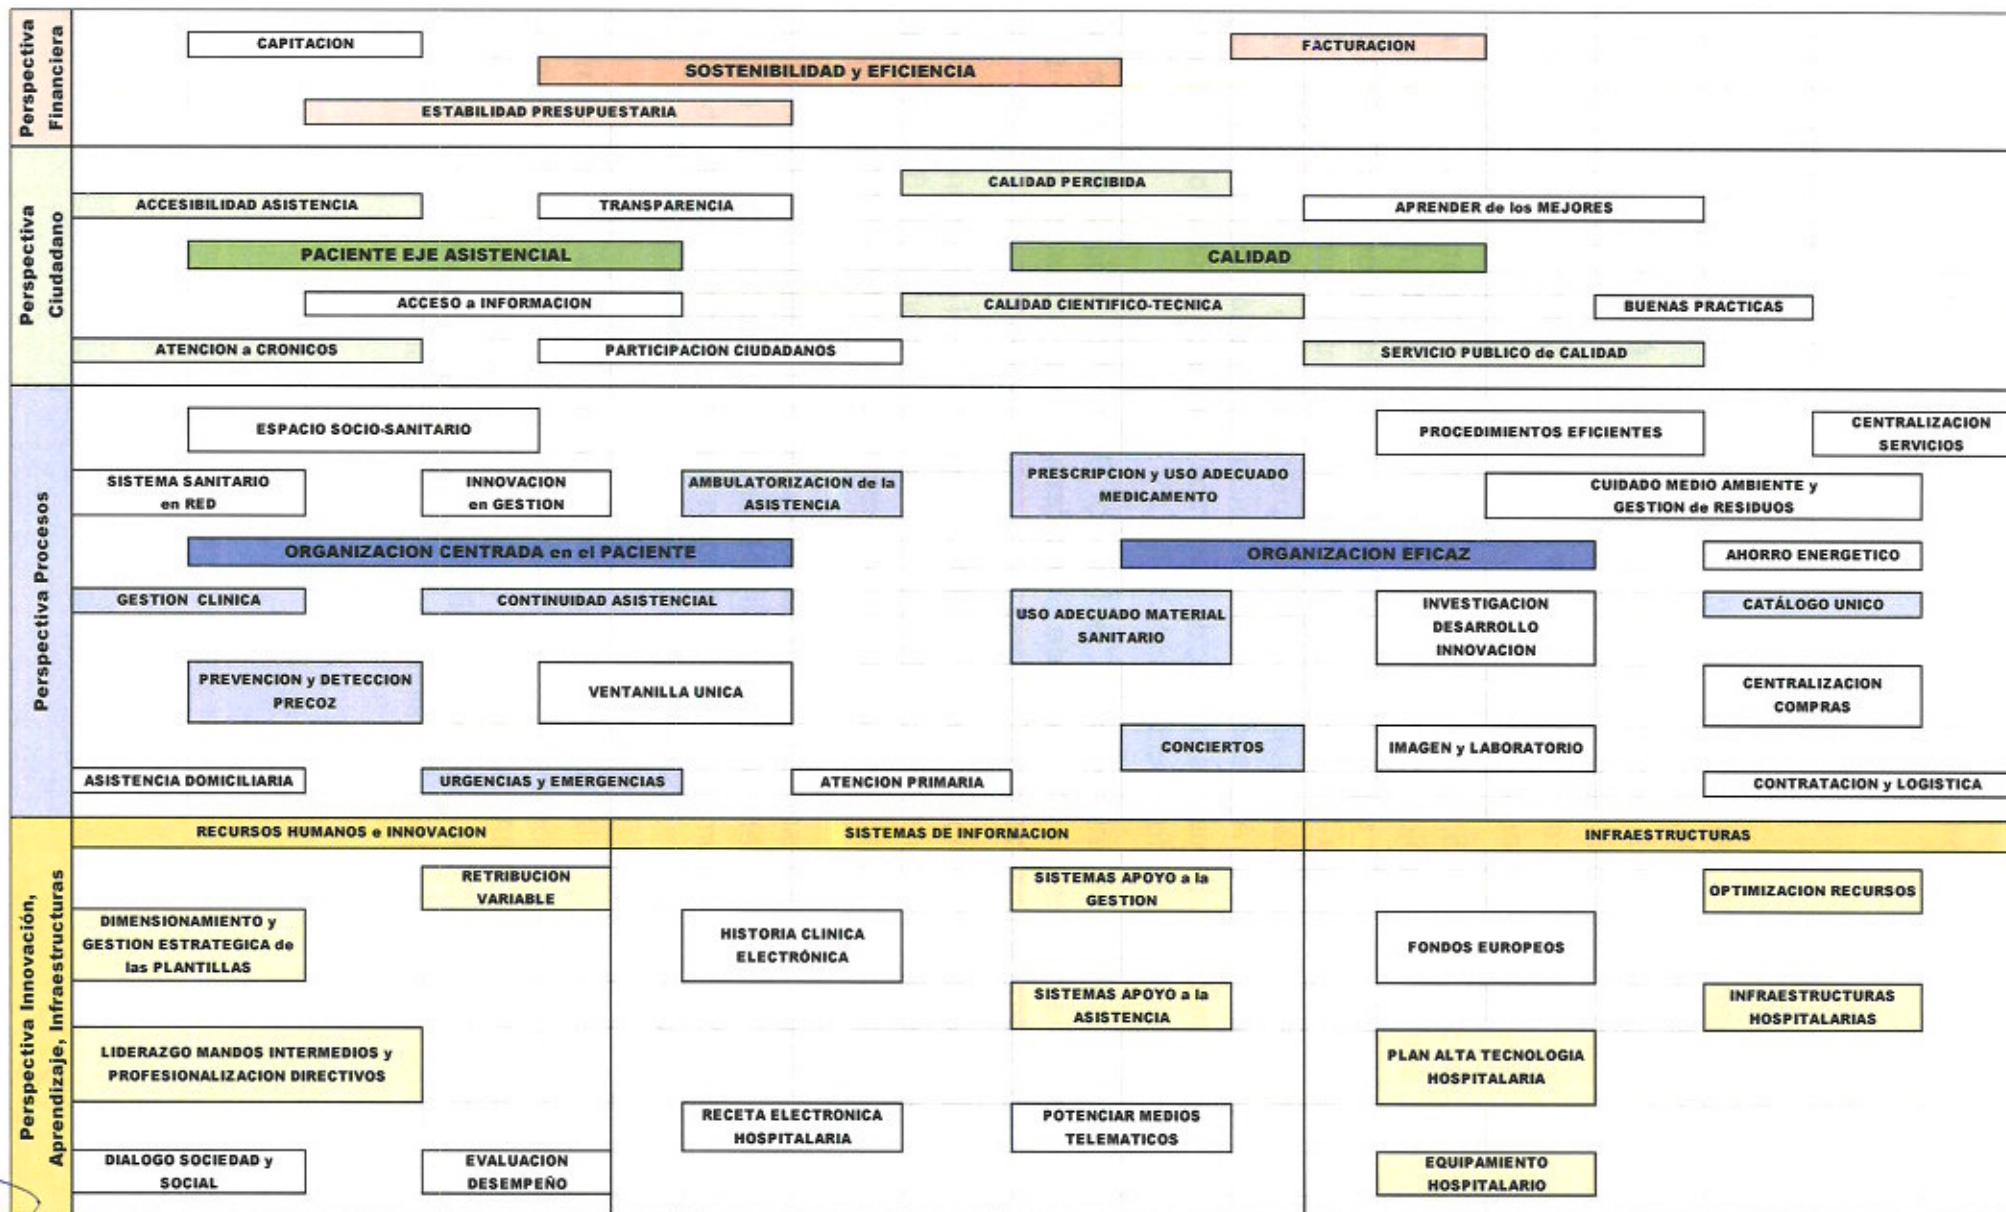 Perspectiva
Financiera
CAPITACION
FACTURACION
SOSTENIBILIDAD y EFICIENCIA
ESTABILIDAD PRESUPUESTARIA
Perspectiva
Ciudadano
CALIDAD PERCIBIDA
ACCESIBILIDAD ASISTENCIA
TRANSPARENCIA
APRENDER de los MEJORES
PACIENTE EJE ASISTENCIAL
CALIDAD
ACCESO a INFORMACION
CALIDAD CIENTIFICO-TECNICA
BUENAS PRACTICAS
ATENCION a CRONICOS
PARTICIPACION CIUDADANOS
SERVICIO PUBLICO de CALIDAD
Perspectiva Procesos
ESPACIO SOCIO-SANITARIO
PROCEDIMIENTOS EFICIENTES
CENTRALIZACION
SERVICIOS
SISTEMA SANITARIO
en RED
INNOVACION
en GESTION
AMBULATORIZACION de la
ASISTENCIA
PRESCRIPCION y USO ADECUADO
MEDICAMENTO
CUIDADO MEDIO AMBIENTE y
GESTION de RESIDUOS
ORGANIZACION CENTRADA en el PACIENTE
ORGANIZACION EFICAZ
AHORRO ENERGETICO
GESTION CLINICA
CONTINUIDAD ASISTENCIAL
USO ADECUADO MATERIAL
SANITARIO
INVESTIGACION
DESARROLLO
INNOVACION
CATÁLOGO UNICO
PREVENCION y DETECCION
PRECOZ
VENTANILLA UNICA
CENTRALIZACION
COMPRAS
CONCIERTOS
IMAGEN y LABORATORIO
ASISTENCIA DOMICILIARIA
URGENCIAS y EMERGENCIAS
ATENCION PRIMARIA
CONTRATACION y LOGISTICA
Perspectiva Innovación,
Aprendizaje, Infraestructuras
RECURSOS HUMANOS e INNOVACION
SISTEMAS DE INFORMACION
INFRAESTRUCTURAS
RETRIBUCION
VARIABLE
SISTEMAS APOYO a la
GESTION
OPTIMIZACION RECURSOS
DIMENSIONAMIENTO y
GESTION ESTRATEGICA de
las PLANTILLAS
HISTORIA CLINICA
ELECTRÓNICA
FONDOS EUROPEOS
SISTEMAS APOYO a la
ASISTENCIA
INFRAESTRUCTURAS
HOSPITALARIAS
LIDERAZGO MANDOS INTERMEDIOS y
PROFESIONALIZACION DIRECTIVOS
PLAN ALTA TECNOLOGIA
HOSPITALARIA
RECETA ELECTRONICA
HOSPITALARIA
POTENCIAR MEDIOS
TELEMATICOS
DIALOGO SOCIEDAD y
SOCIAL
EVALUACION
DESEMPEÑO
EQUIPAMIENTO
HOSPITALARIO